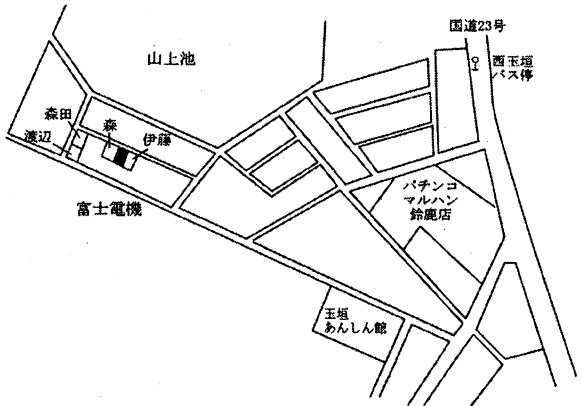 国道23号
西玉垣
バス停
山上池
森田
森
渡辺
伊藤
富士電機
パチンコ
マルハン
鈴鹿店
玉垣
あんしん館